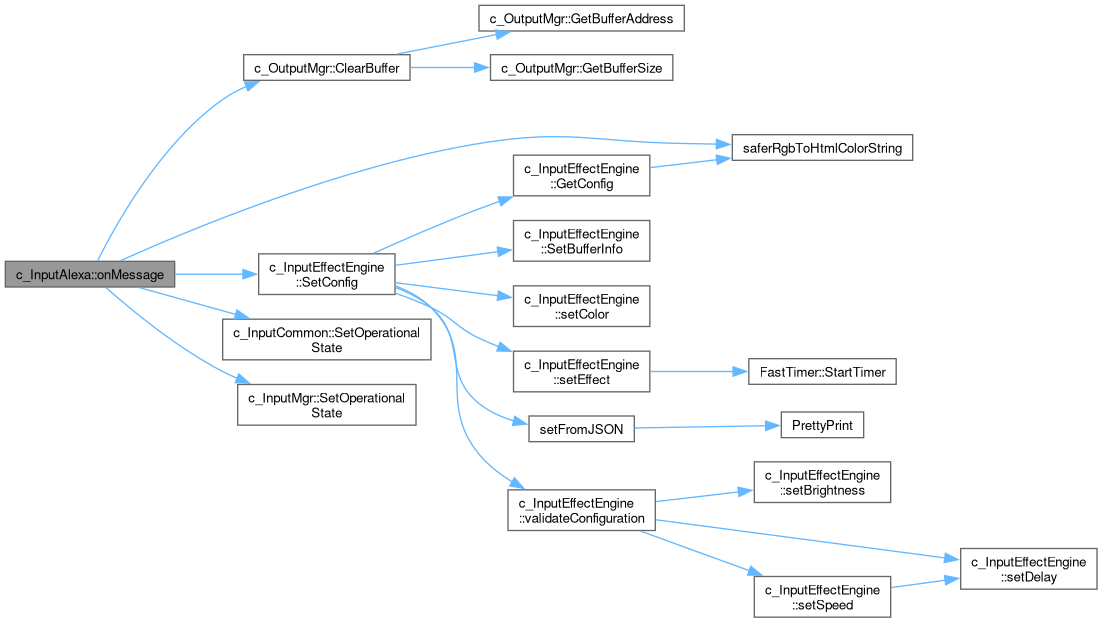 c_OutputMgr::GetBufferAddress
c_OutputMgr::ClearBuffer
c_OutputMgr::GetBufferSize
saferRgbToHtmlColorString
c_InputEffectEngine
::GetConfig
c_InputEffectEngine
::SetBufferInfo
c_InputAlexa::onMessage
c_InputEffectEngine
::SetConfig
c_InputEffectEngine
::setColor
c_InputCommon::SetOperational
State
c_InputEffectEngine
::setEffect
FastTimer::StartTimer
c_InputMgr::SetOperational
State
setFromJSON
PrettyPrint
c_InputEffectEngine
::setBrightness
c_InputEffectEngine
::validateConfiguration
c_InputEffectEngine
::setDelay
c_InputEffectEngine
::setSpeed